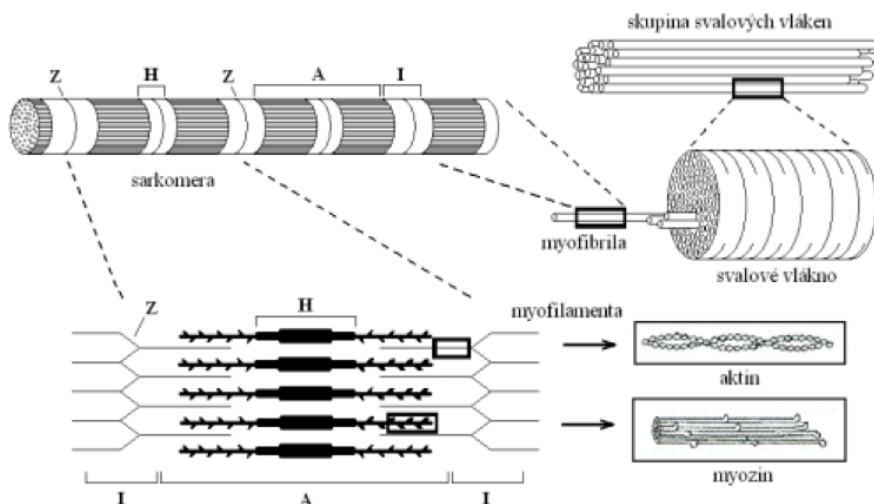 skupina svalových vláken
Z
H
Z
A
I
sarkomera
myofibrila
svalové vlákno
Z
H
myofilamenta
aktin
myozin
I
A
I